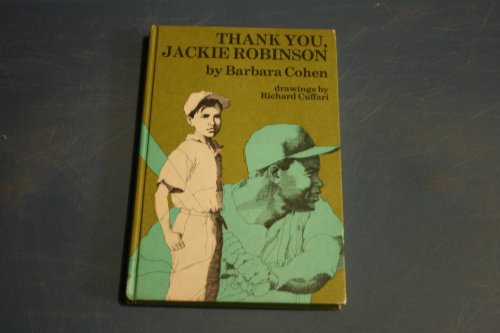 THANK YOU,
JACKIE ROBINSON
by Barbara Cohen
drawings by
Richard Cuffari